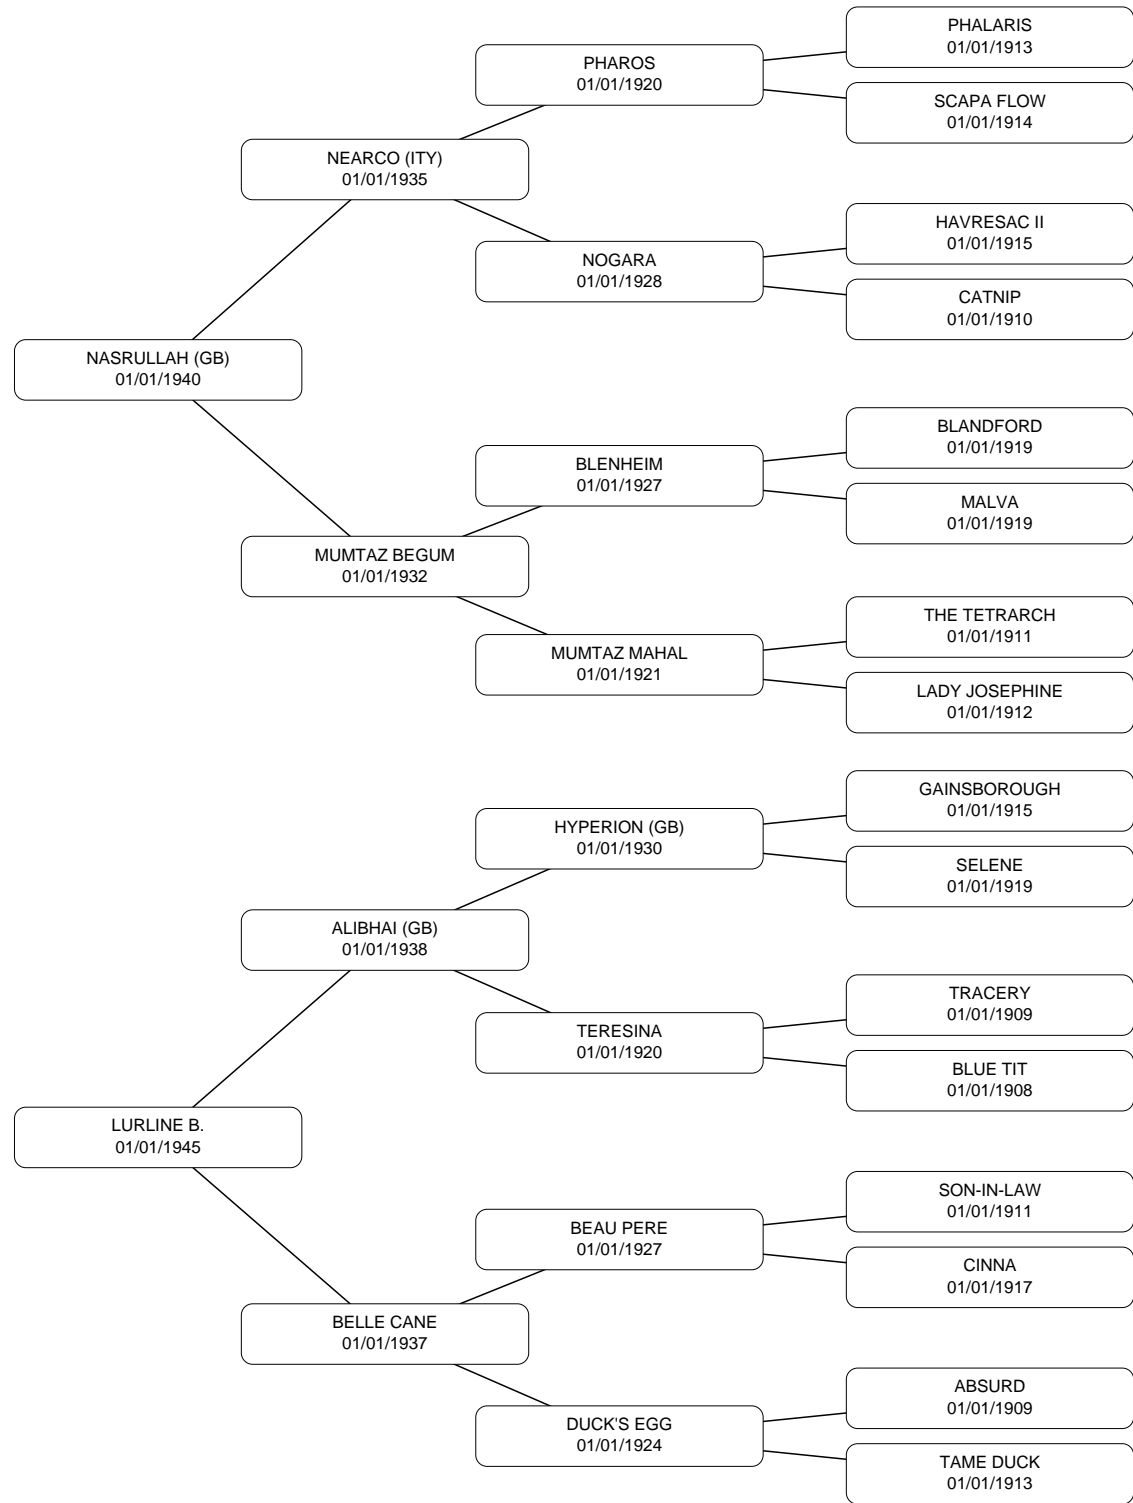 PHALARIS
01/01/1913
PHAROS
01/01/1920
SCAPA FLOW
01/01/1914
NEARCO (ITY)
01/01/1935
HAVRESAC II
01/01/1915
NOGARA
01/01/1928
CATNIP
01/01/1910
NASRULLAH (GB)
01/01/1940
BLANDFORD
01/01/1919
BLENHEIM
01/01/1927
MALVA
01/01/1919
MUMTAZ BEGUM
01/01/1932
THE TETRARCH
01/01/1911
MUMTAZ MAHAL
01/01/1921
LADY JOSEPHINE
01/01/1912
GAINSBOROUGH
01/01/1915
HYPERION (GB)
01/01/1930
SELENE
01/01/1919
ALIBHAI (GB)
01/01/1938
TRACERY
01/01/1909
TERESINA
01/01/1920
BLUE TIT
01/01/1908
LURLINE B.
01/01/1945
SON-IN-LAW
01/01/1911
BEAU PERE
01/01/1927
CINNA
01/01/1917
BELLE CANE
01/01/1937
ABSURD
01/01/1909
DUCK'S EGG
01/01/1924
TAME DUCK
01/01/1913